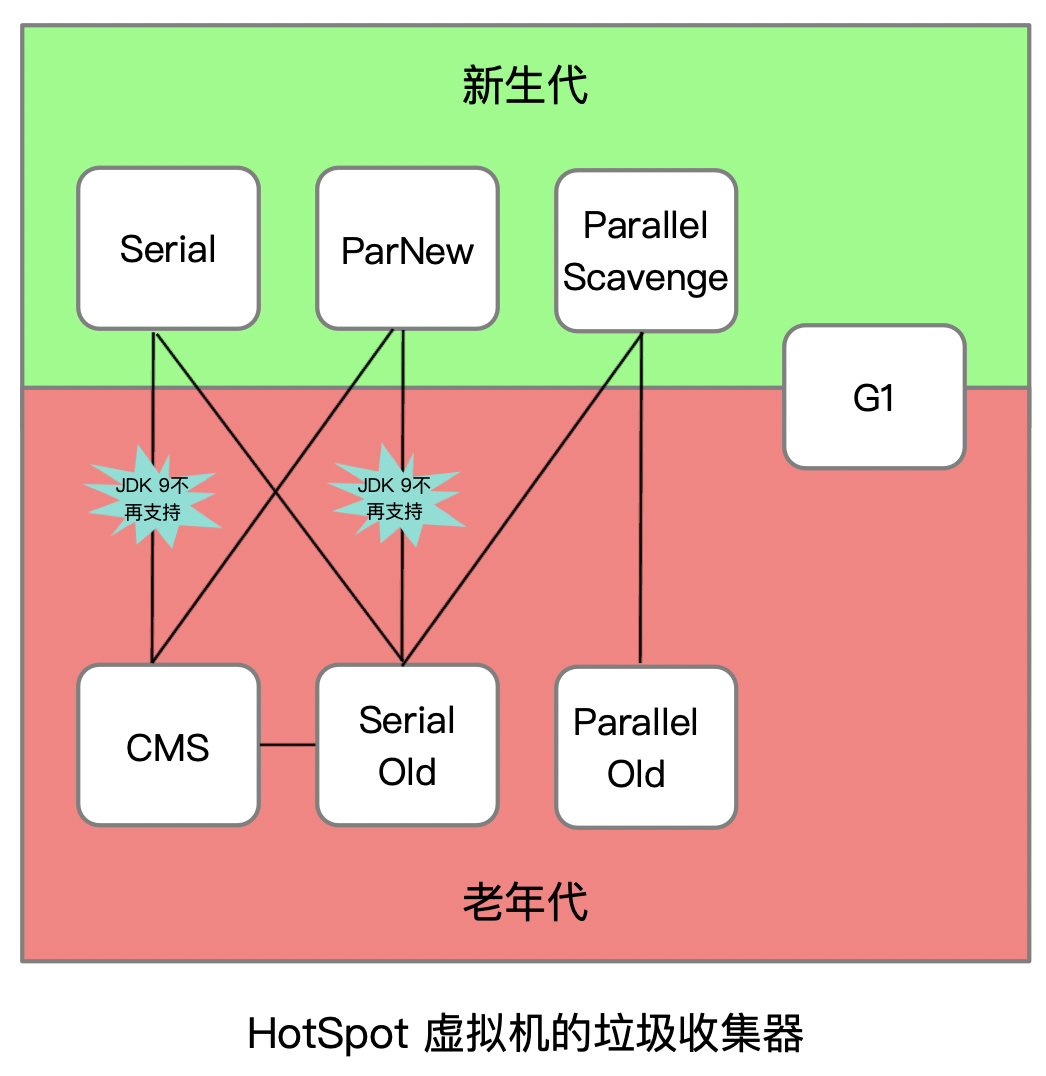 新生代
Serial
ParNew
Parallel
Scavenge
G1
JDK 9不
再支持
JDK 9不
再支持
CMS
Serial
Old
Parallel
Old
老年代
HotSpot 虚拟机的垃圾收集器